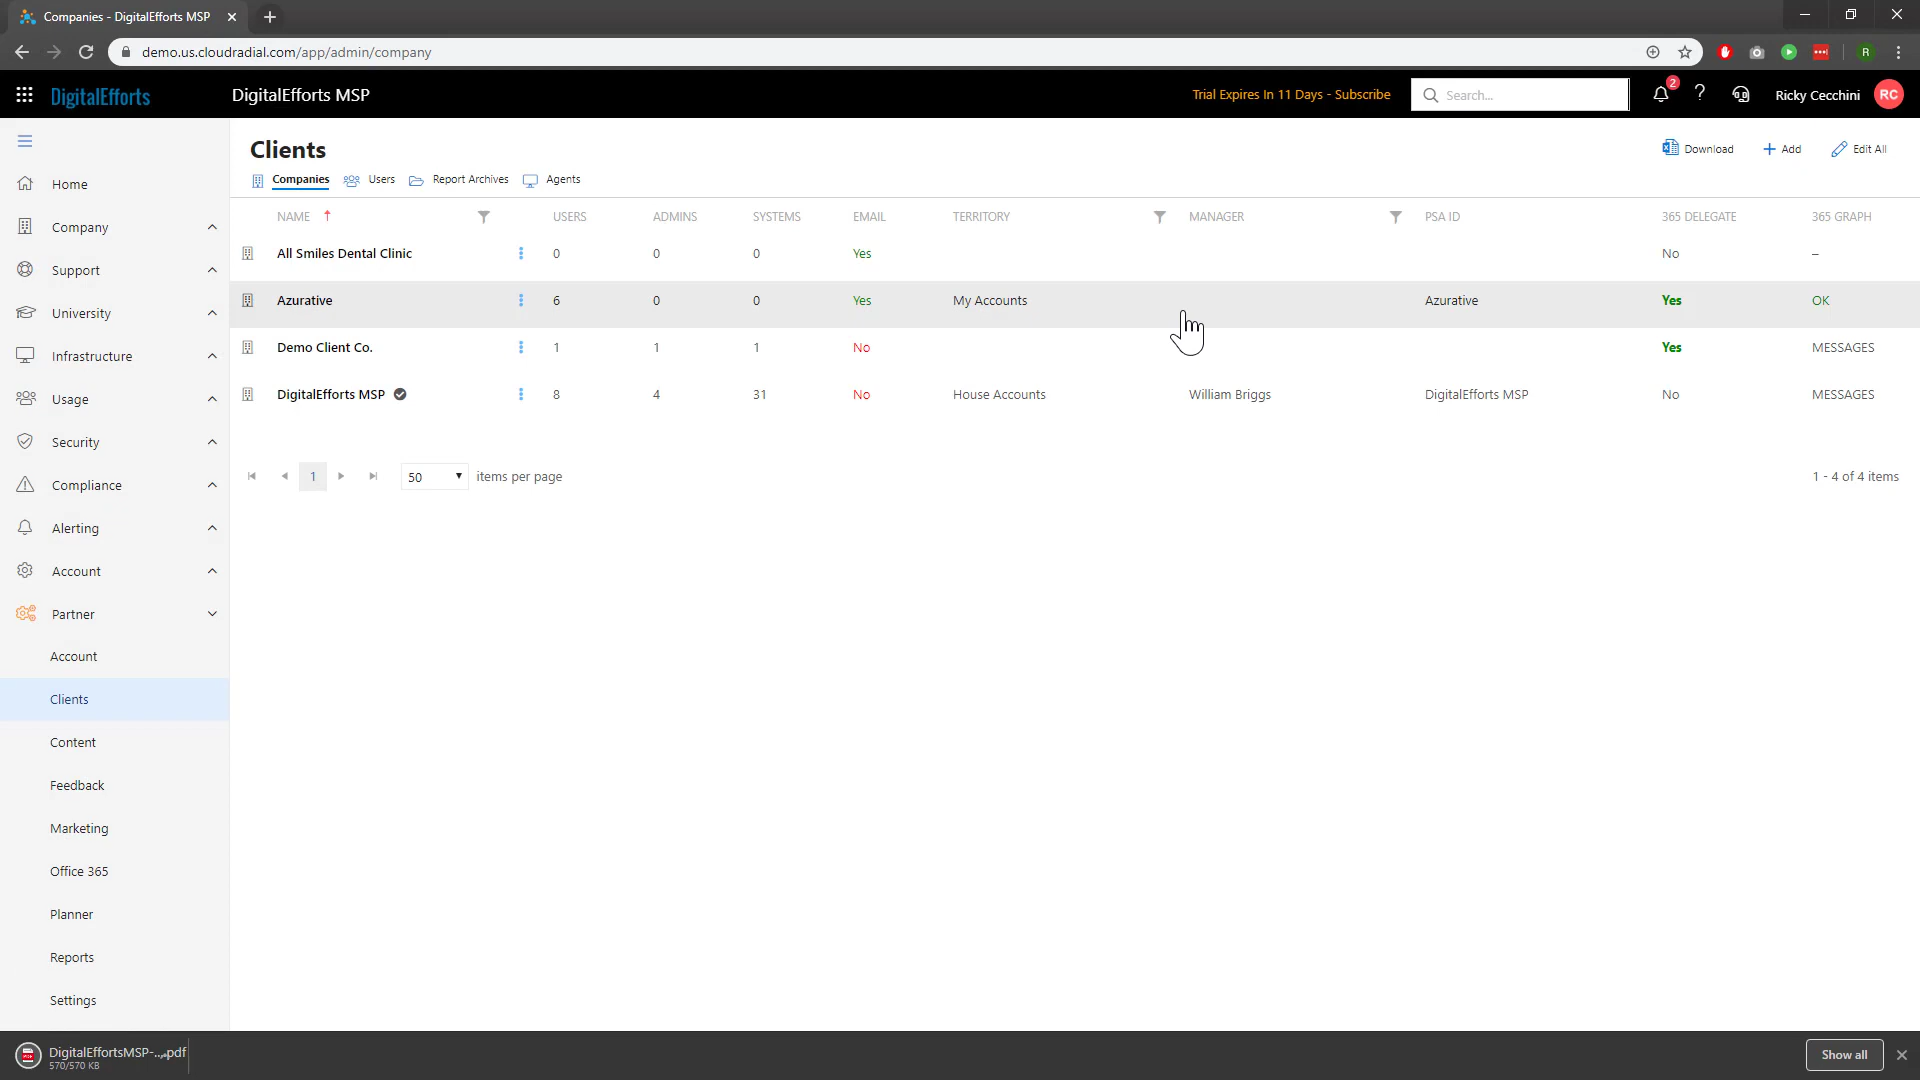 Companies - DigitalEfforts MSP
demo.us.cloudradial.com/app/admin/company
R
DigitalEfforts
DigitalEfforts MSP
Trial Expires In 11 Days - Subscribe
Search...
2
?
Ricky Cecchini
RC
Home
Company
Support
University
Infrastructure
Usage
Security
Compliance
Alerting
Account
Partner
Account
Clients
Content
Feedback
Marketing
Office 365
Planner
Reports
Settings
Clients
Download
Add
Edit All
Companies Users Report Archives Agents
NAME USERS ADMINS SYSTEMS EMAIL TERRITORY MANAGER PSA ID 365 DELEGATE 365 GRAPH
All Smiles Dental Clinic 0 0 0 Yes No –
Azurative 6 0 0 Yes My Accounts Azurative Yes OK
Demo Client Co. 1 1 1 No Yes MESSAGES
DigitalEfforts MSP 8 4 31 No House Accounts William Briggs DigitalEfforts MSP No MESSAGES
1 50 items per page 1 - 4 of 4 items
DigitalEffortsMSP-....pdf
570/570 KB
Show all